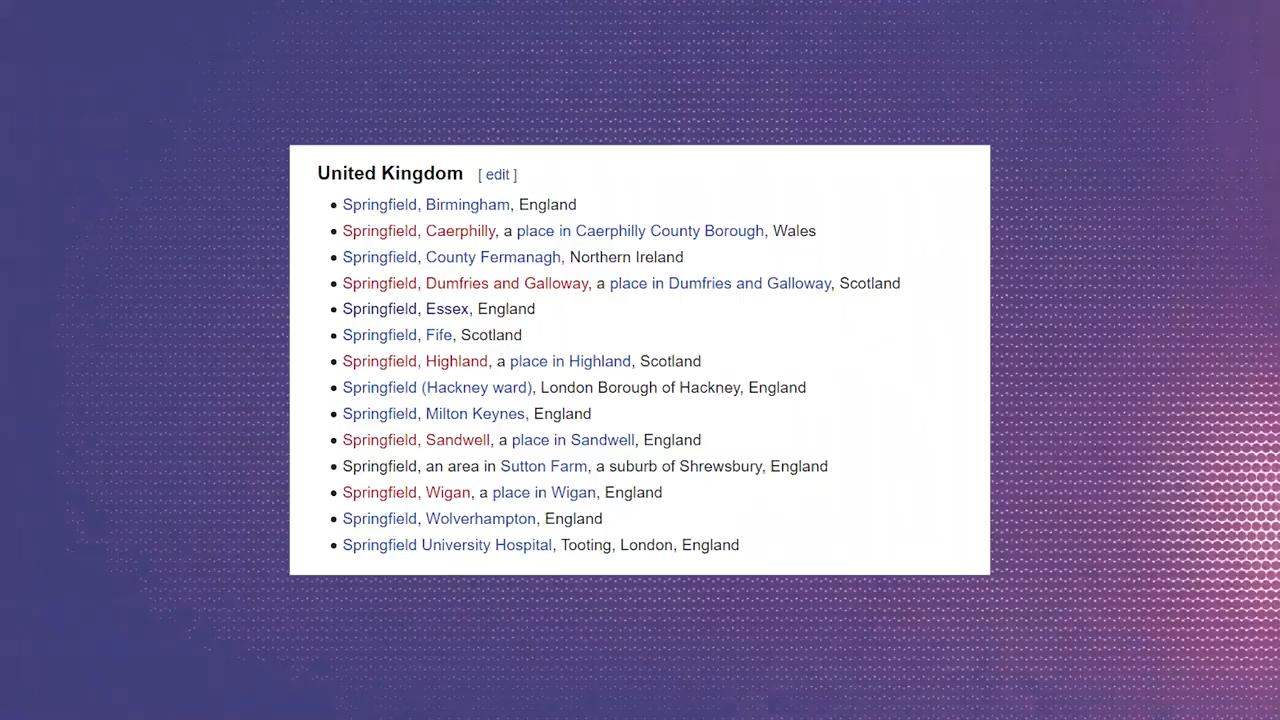 United Kingdom [ edit ]
• Springfield, Birmingham, England
• Springfield, Caerphilly, a place in Caerphilly County Borough, Wales
• Springfield, County Fermanagh, Northern Ireland
• Springfield, Dumfries and Galloway, a place in Dumfries and Galloway, Scotland
• Springfield, Essex, England
• Springfield, Fife, Scotland
• Springfield, Highland, a place in Highland, Scotland
• Springfield (Hackney ward), London Borough of Hackney, England
• Springfield, Milton Keynes, England
• Springfield, Sandwell, a place in Sandwell, England
• Springfield, an area in Sutton Farm, a suburb of Shrewsbury, England
• Springfield, Wigan, a place in Wigan, England
• Springfield, Wolverhampton, England
• Springfield University Hospital, Tooting, London, England